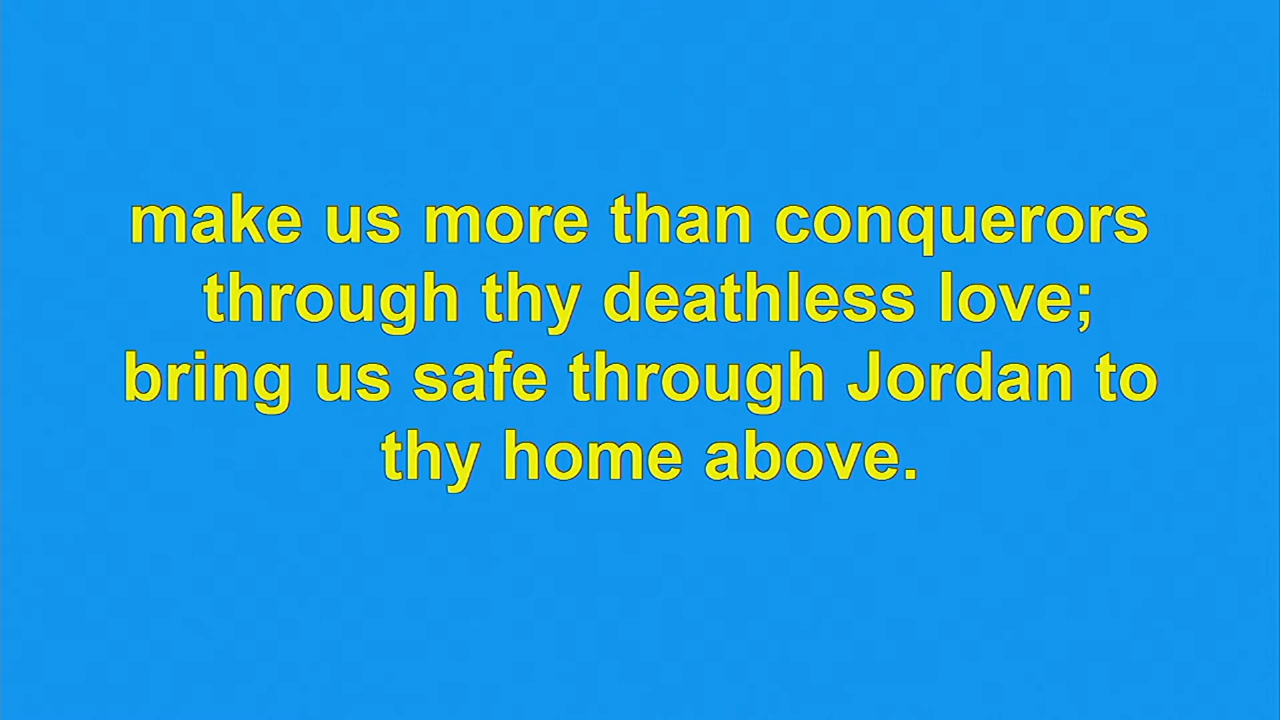 make us more than conquerors
through thy deathless love;
bring us safe through Jordan to
thy home above.